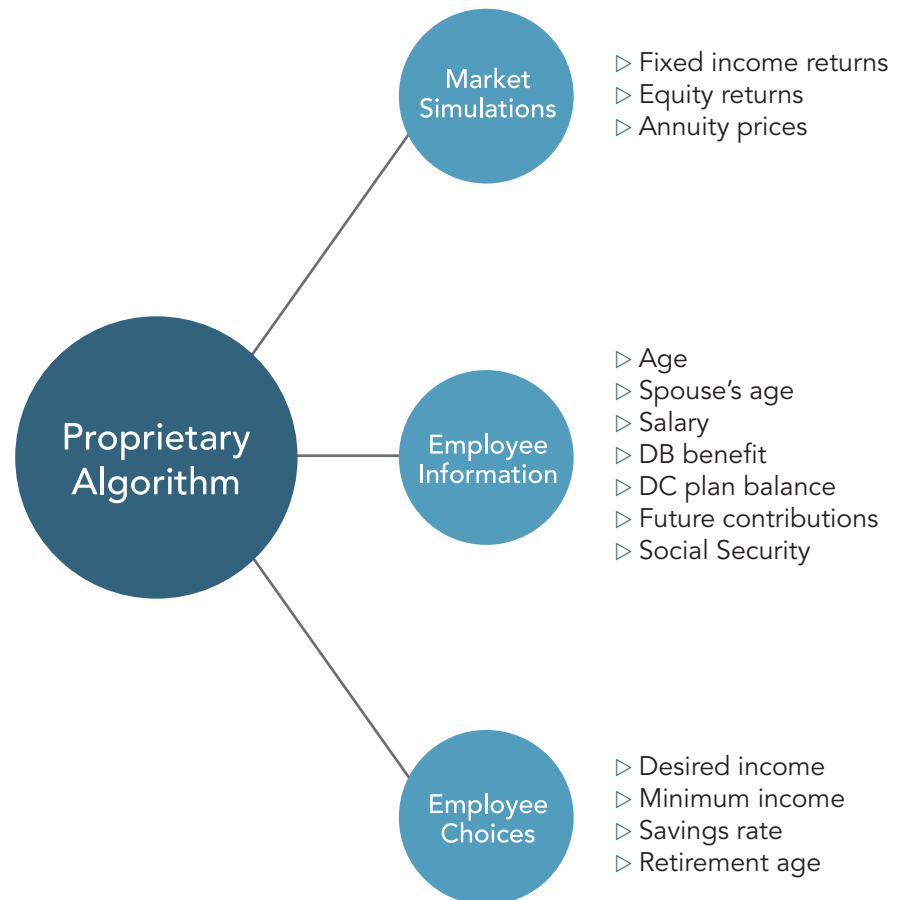 Market
Simulations
▷ Fixed income returns
▷ Equity returns
▷ Annuity prices
Proprietary
Algorithm
Employee
Information
▷ Age
▷ Spouse’s age
▷ Salary
▷ DB benefit
▷ DC plan balance
▷ Future contributions
▷ Social Security
Employee
Choices
▷ Desired income
▷ Minimum income
▷ Savings rate
▷ Retirement age